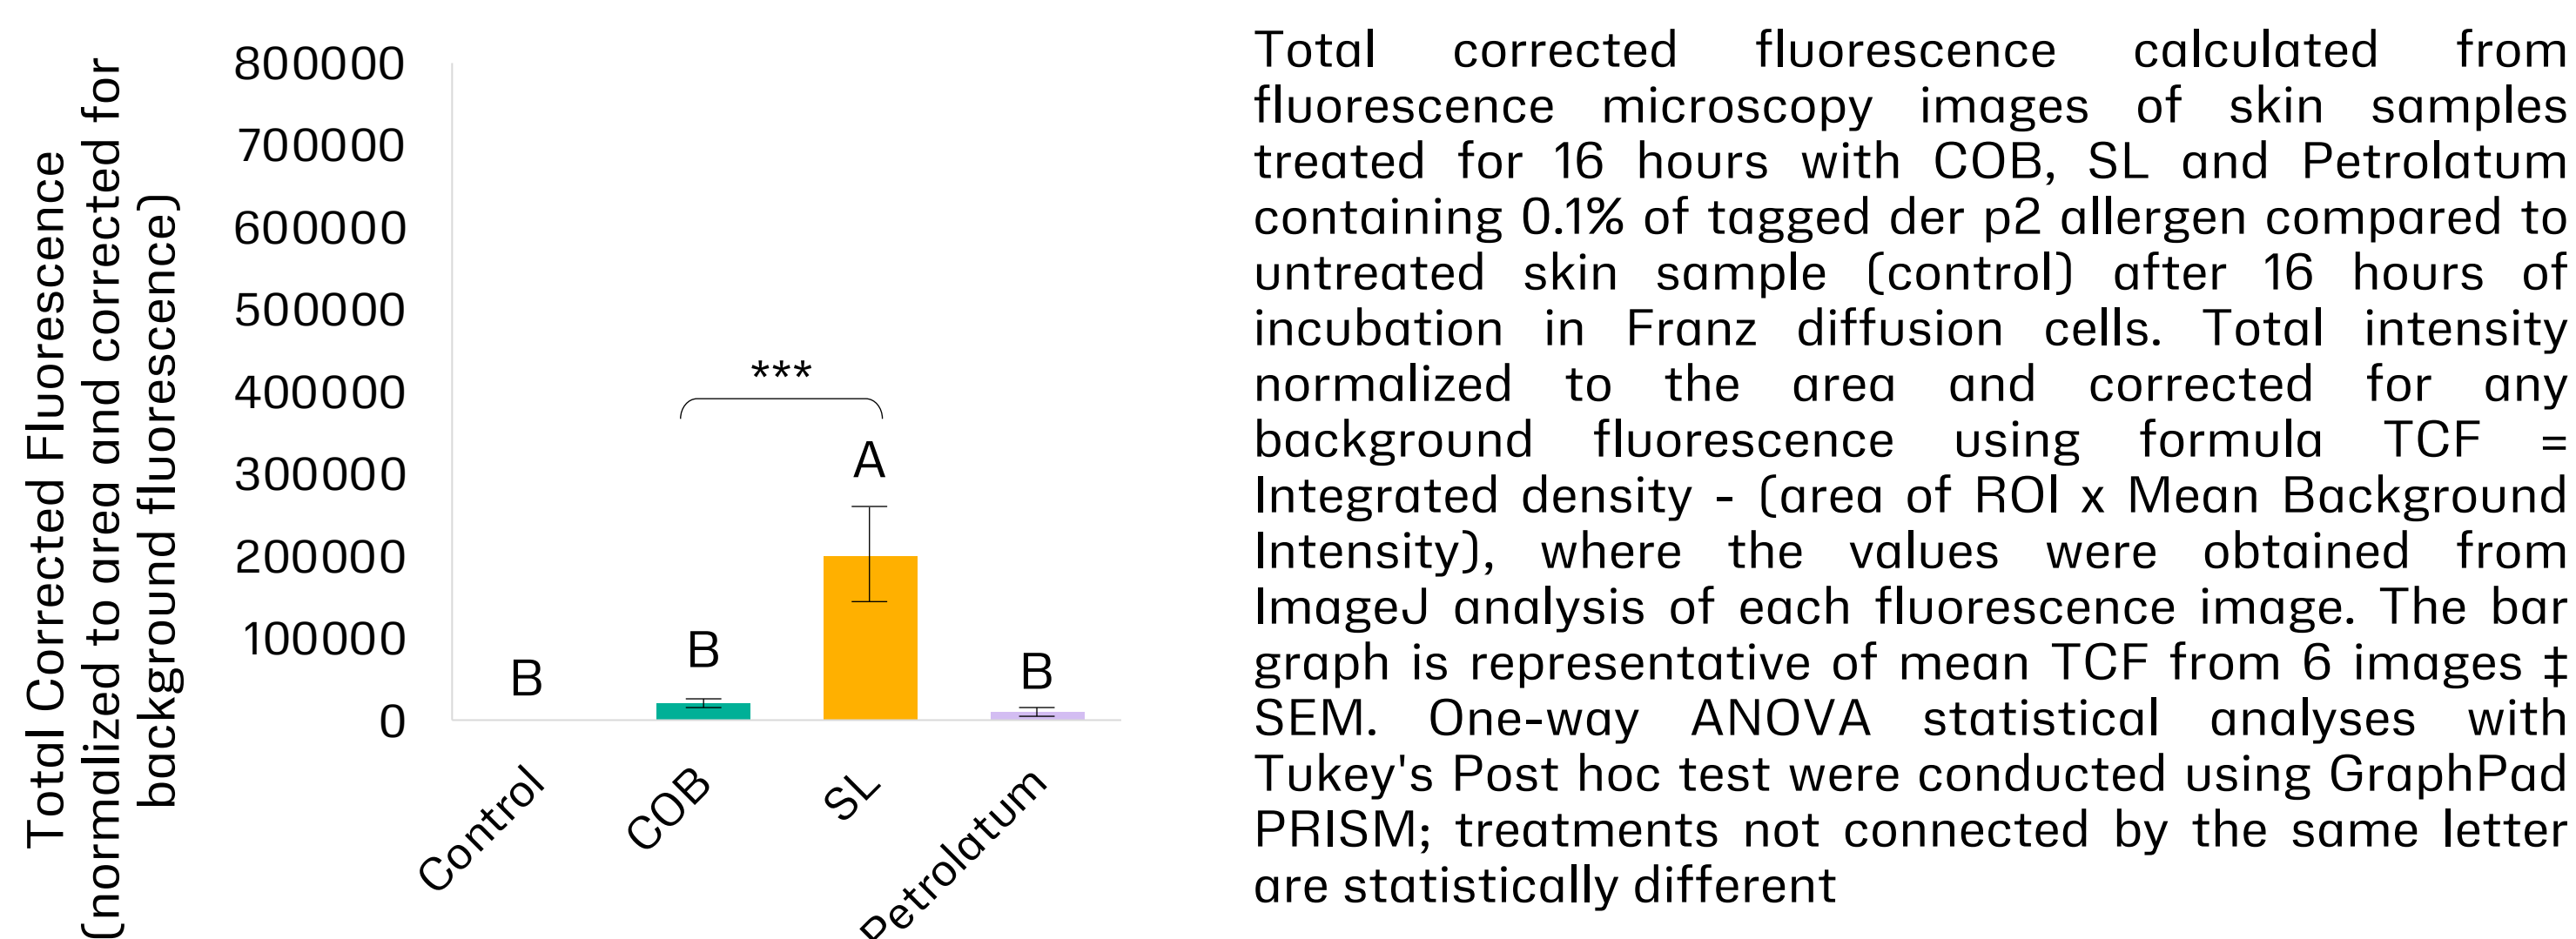 Total Corrected Fluorescence
(normalized to area and corrected for
background fluorescence)
800000
700000
600000
500000
400000
300000
200000
100000
0
***
A
B
B
B
Control
COB
SL
Petrolatum
Total corrected fluorescence calculated from
fluorescence microscopy images of skin samples
treated for 16 hours with COB, SL and Petrolatum
containing 0.1% of tagged der p2 allergen compared to
untreated skin sample (control) after 16 hours of
incubation in Franz diffusion cells. Total intensity
normalized to the area and corrected for any
background fluorescence using formula TCF =
Integrated density - (area of ROI x Mean Background
Intensity), where the values were obtained from
ImageJ analysis of each fluorescence image. The bar
graph is representative of mean TCF from 6 images ‡
SEM. One-way ANOVA statistical analyses with
Tukey's Post hoc test were conducted using GraphPad
PRISM; treatments not connected by the same letter
are statistically different